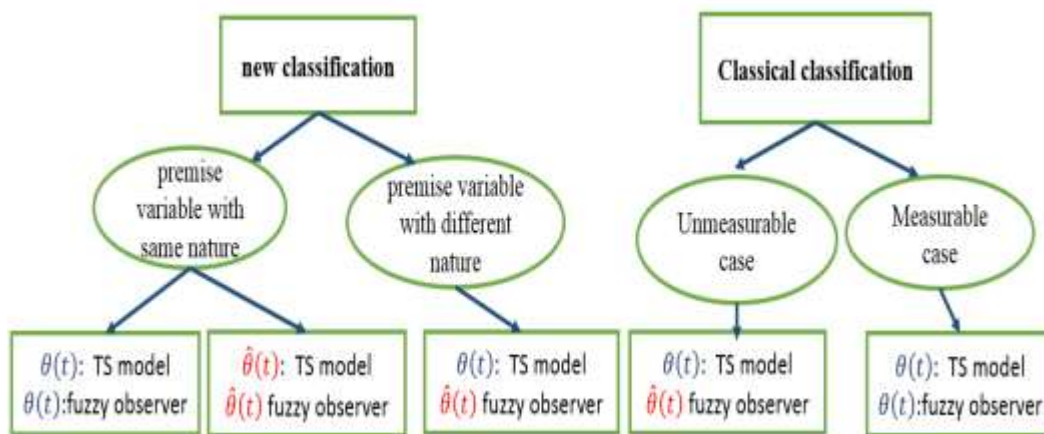 new classification
Classical classification
premise
variable with
same nature
premise variable
with different
nature
Unmeasurable
case
Measurable
case
θ(t): TS model
θ(t):fuzzy observer
θ̂(t): TS model
θ̂(t) fuzzy observer
θ(t): TS model
θ̂(t) fuzzy observer
θ(t): TS model
θ̂(t) fuzzy observer
θ(t): TS model
θ(t):fuzzy observer